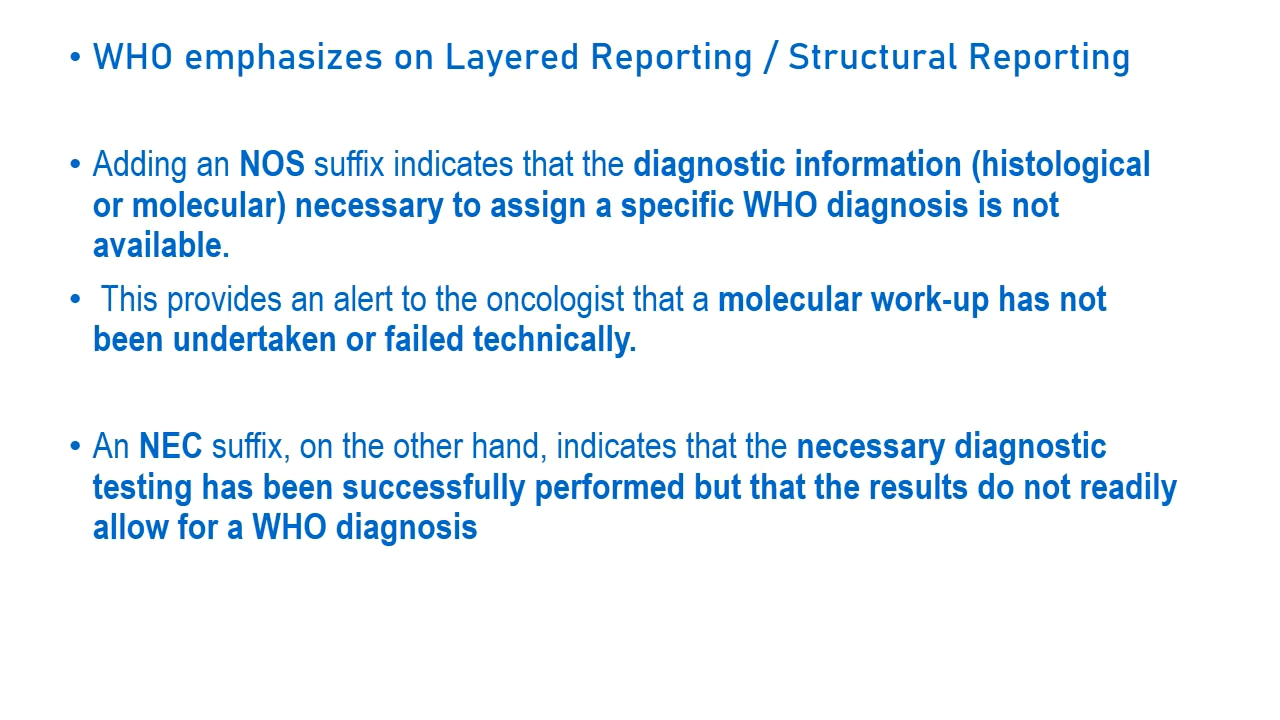 • WHO emphasizes on Layered Reporting / Structural Reporting
• Adding an NOS suffix indicates that the diagnostic information (histological
or molecular) necessary to assign a specific WHO diagnosis is not
available.
• This provides an alert to the oncologist that a molecular work-up has not
been undertaken or failed technically.
• An NEC suffix, on the other hand, indicates that the necessary diagnostic
testing has been successfully performed but that the results do not readily
allow for a WHO diagnosis